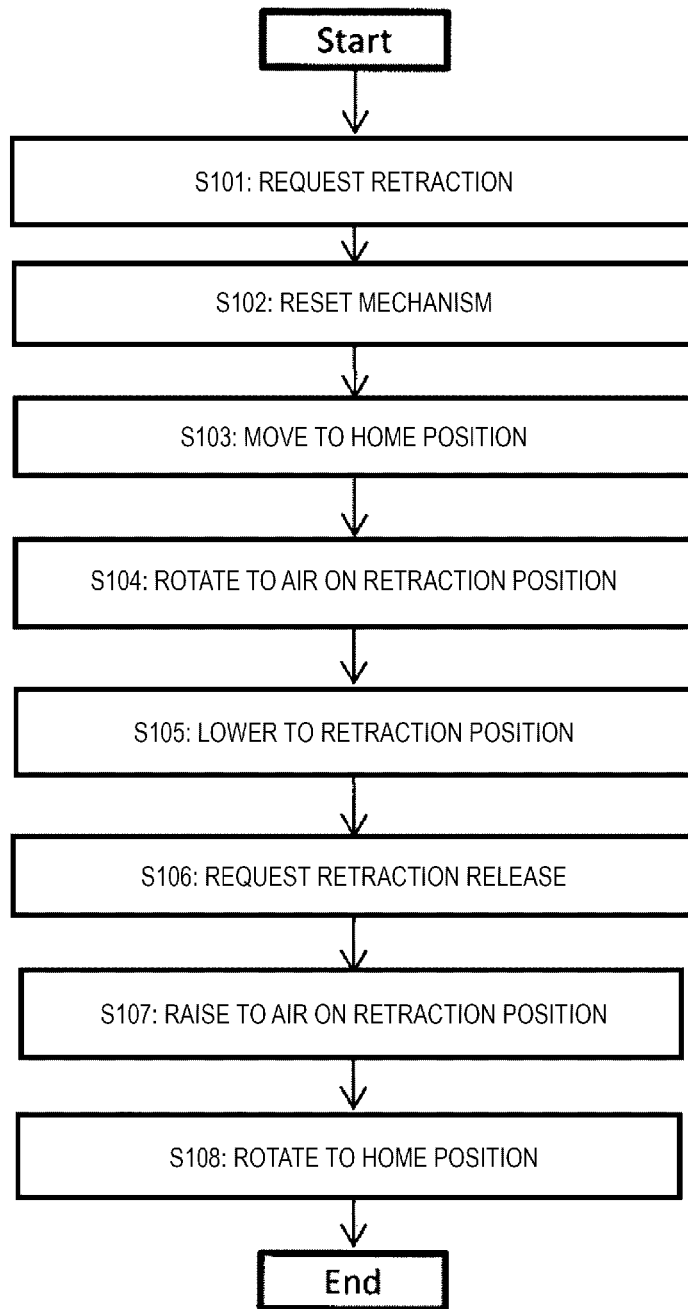 Start
S101: REQUEST RETRACTION
S102: RESET MECHANISM
S103: MOVE TO HOME POSITION
S104: ROTATE TO AIR ON RETRACTION POSITION
S105: LOWER TO RETRACTION POSITION
S106: REQUEST RETRACTION RELEASE
S107: RAISE TO AIR ON RETRACTION POSITION
S108: ROTATE TO HOME POSITION
End